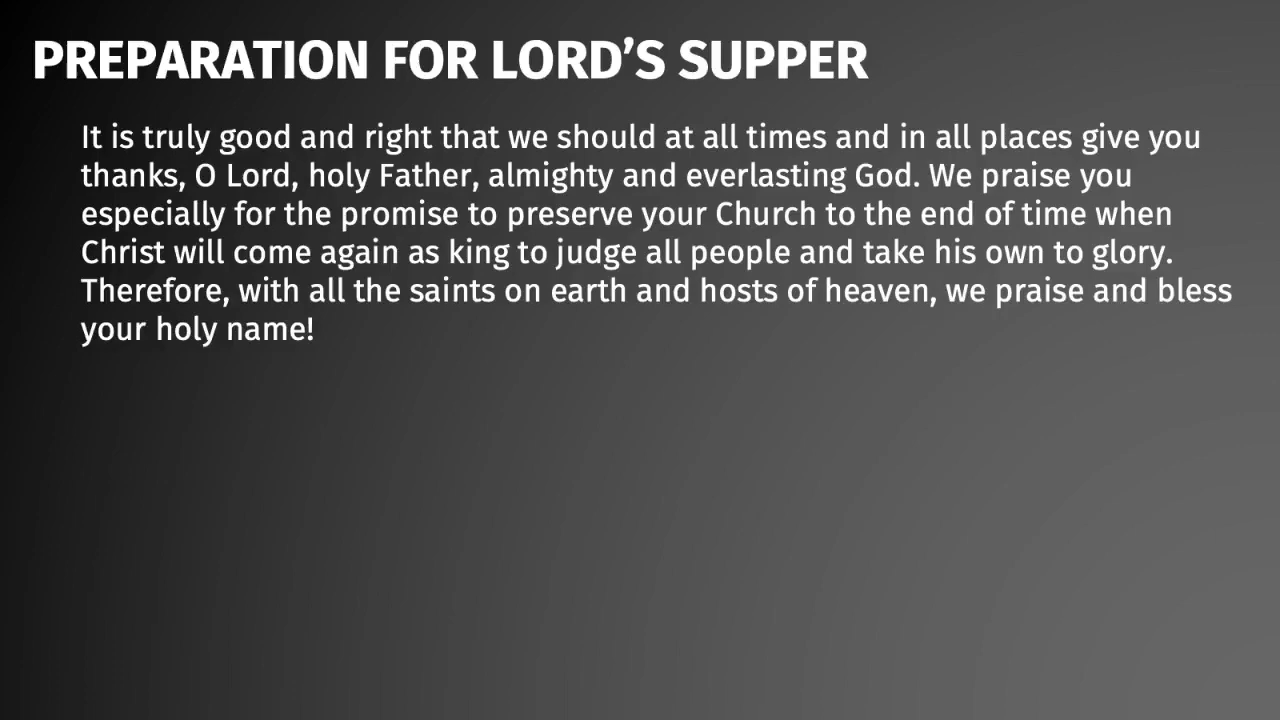 PREPARATION FOR LORD’S SUPPER
It is truly good and right that we should at all times and in all places give you
thanks, O Lord, holy Father, almighty and everlasting God. We praise you
especially for the promise to preserve your Church to the end of time when
Christ will come again as king to judge all people and take his own to glory.
Therefore, with all the saints on earth and hosts of heaven, we praise and bless
your holy name!